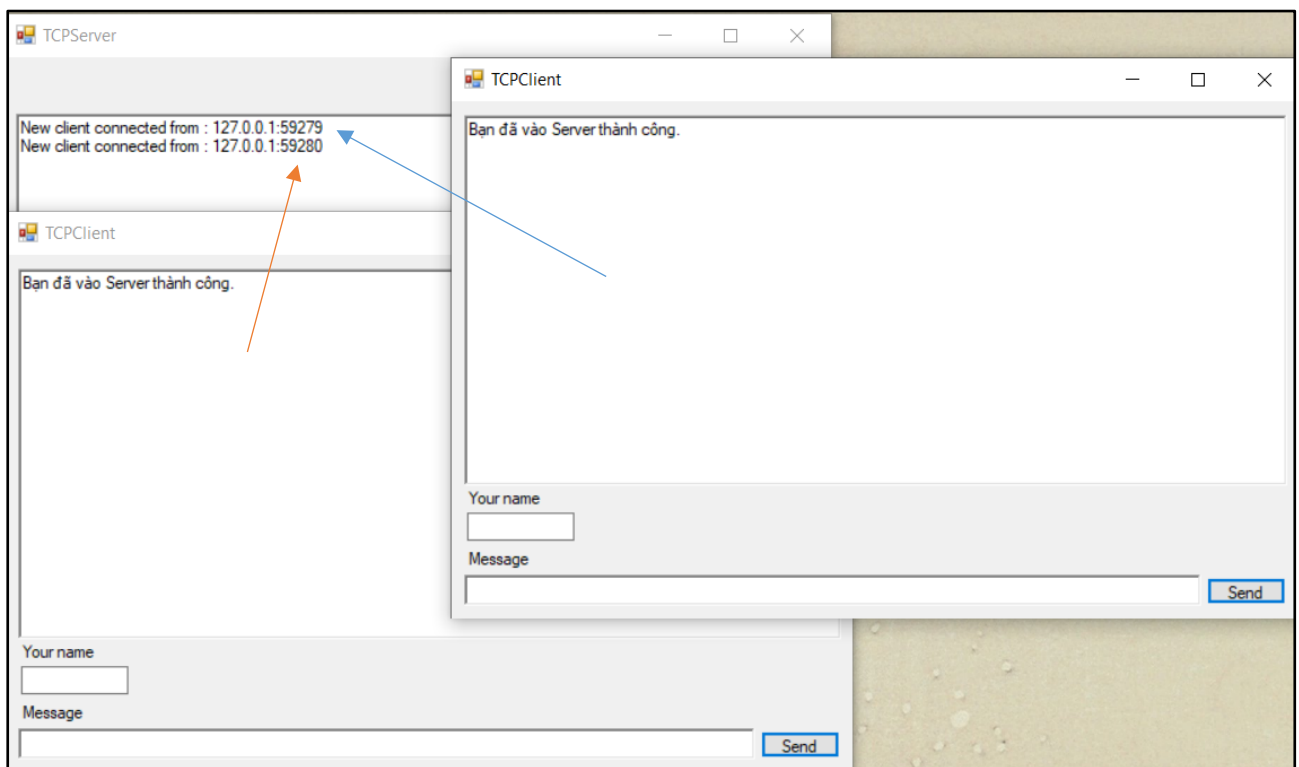 TCPServer
New client connected from : 127.0.0.1:59279
New client connected from : 127.0.0.1:59280
TCPClient
Bạn đã vào Server thành công.
Your name
Message
Send
TCPClient
Bạn đã vào Server thành công.
Your name
Message
Send